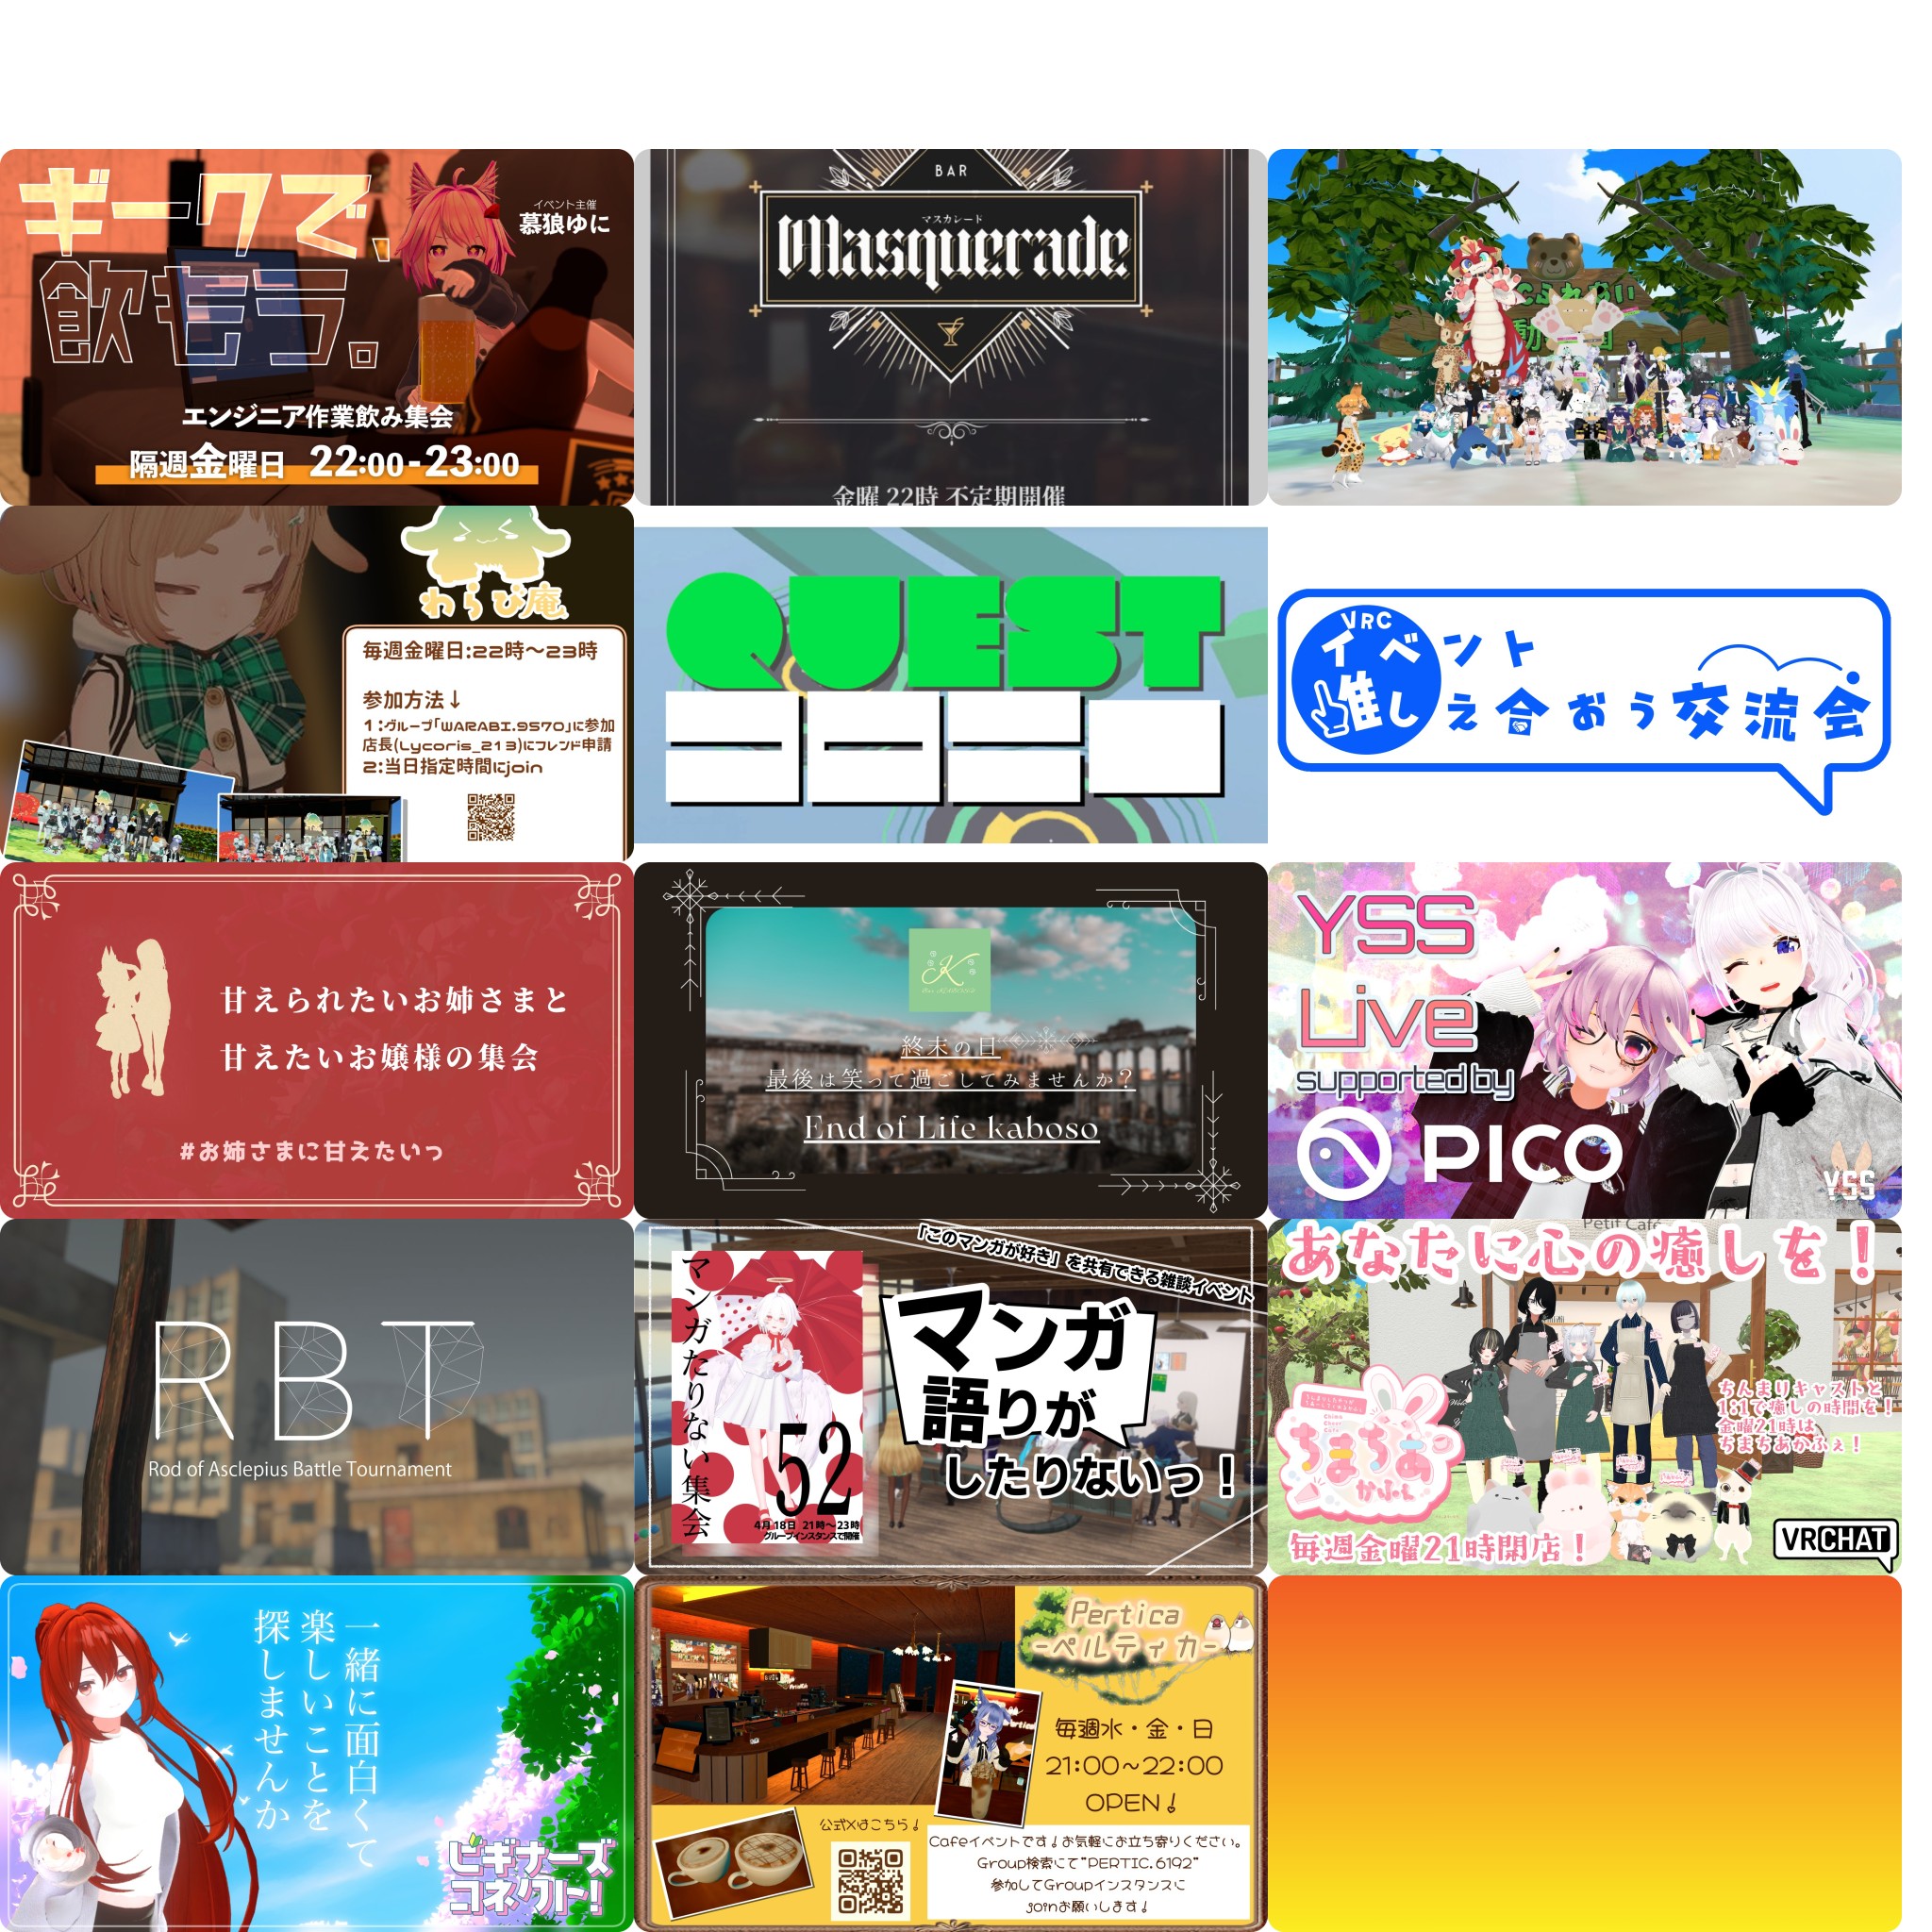 ギークで、
飲もう。
イベント主催
慕狼ゆに
エンジニア作業飲み集会
隔週金曜日 22:00-23:00
BAR
マスカレード
Masquerade
金曜 22時 不定期開催
わらび庵
毎週金曜日:22時〜23時
参加方法↓
1:グループ「WARABI.9570」に参加
店長(Lycoris_213)にフレンド申請
2:当日指定時間にjoin
QUEST
VRC
イベント
推しえ合おう交流会
甘えられたいお姉さまと
甘えたいお嬢様の集会
#お姉さまに甘えたいっ
K
終末の日
最後は笑って過ごしてみませんか?
End of Life kaboso
YSS
Live
supported by
PICO
YSS
RBT
Rod of Asclepius Battle Tournament
「このマンガが好き」を共有できる雑談イベント
マンガたりない集会
52
4月18日 21時〜23時
グループインスタンスで開催
マンガ
語りが
したりないっ!
Petit Cafe
あなたに心の癒しを!
ちんまりキャストと
1:1で癒しの時間を!
金曜21時は
ちまちあかふぇ!
ちまちあ
かふぇ
毎週金曜21時開店!
VRCHAT
一緒に面白くて
楽しいことを
探しませんか
ビギナーズ
コネクト!
Pertica
-ペルティカ-
毎週水・金・日
21:00~22:00
OPEN!
公式Xはこちら!
Cafeイベントです!お気軽にお立ち寄りください。
Group検索にて"PERTIC.6192"
参加してGroupインスタンスに
joinお願いします!